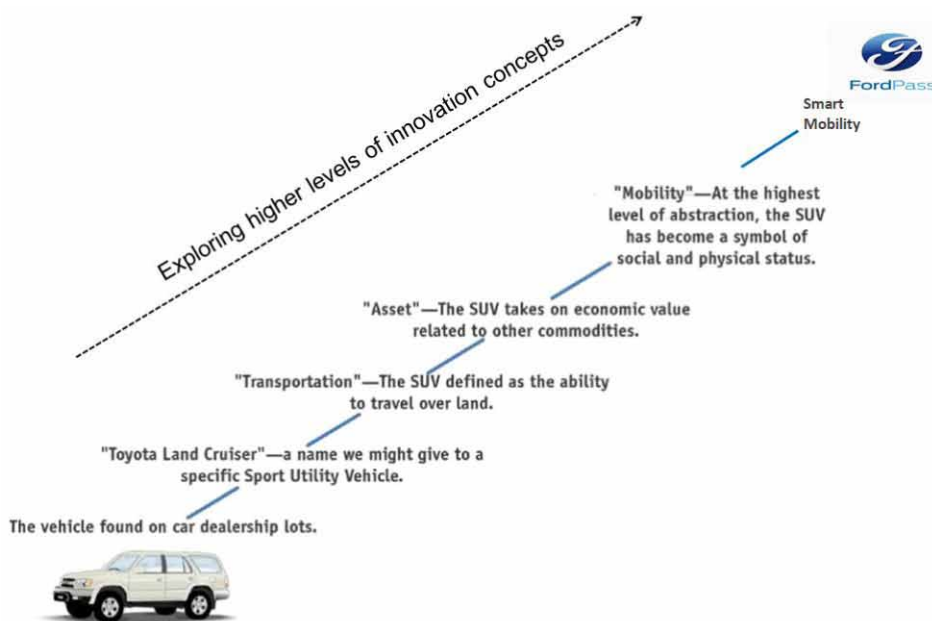 Exploring higher levels of innovation concepts
FordPass
Smart
Mobility
"Mobility"—At the highest
level of abstraction, the SUV
has become a symbol of
social and physical status.
"Asset"—The SUV takes on economic value
related to other commodities.
"Transportation"—The SUV defined as the ability
to travel over land.
"Toyota Land Cruiser"—a name we might give to a
specific Sport Utility Vehicle.
The vehicle found on car dealership lots.